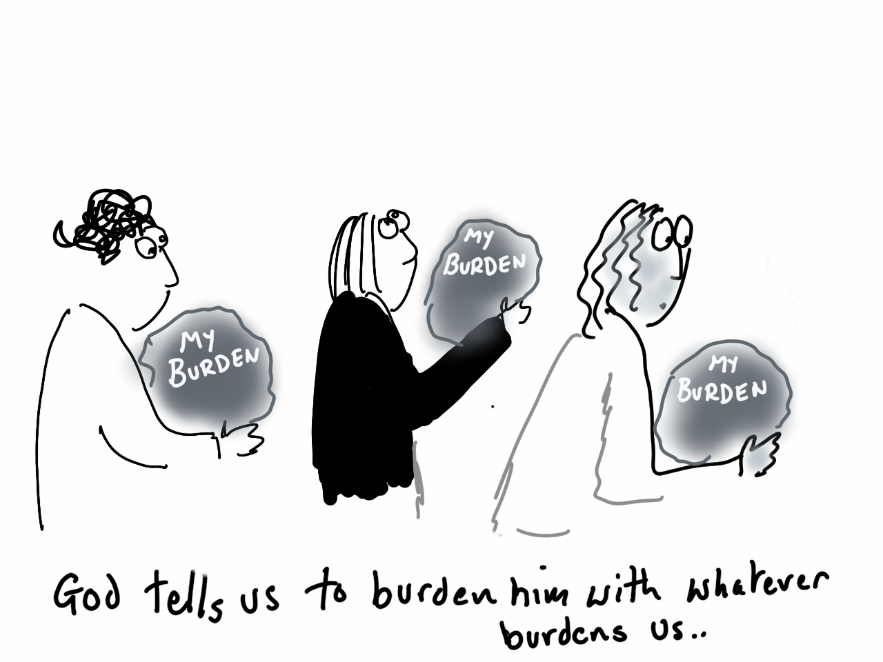 MY
BURDEN
MY
BURDEN
MY
BURDEN
God tells us to burden him with whatever
burdens us..